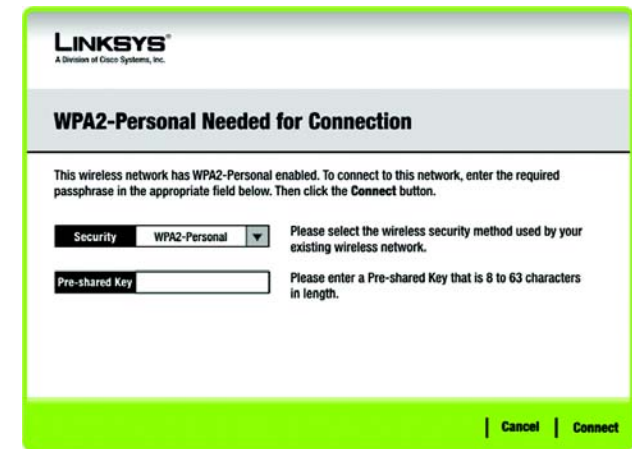 LINKSYS®
A Division of Cisco Systems, Inc.
WPA2-Personal Needed for Connection
This wireless network has WPA2-Personal enabled. To connect to this network, enter the required
passphrase in the appropriate field below. Then click the Connect button.
Security WPA2-Personal
Please select the wireless security method used by your
existing wireless network.
Pre-shared Key
Please enter a Pre-shared Key that is 8 to 63 characters
in length.
Cancel Connect